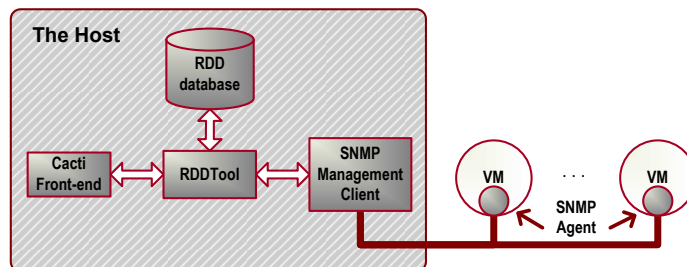 The Host
RDD
database
Cacti
Front-end
RDDTool
SNMP
Management
Client
VM
. . .
VM
SNMP
Agent